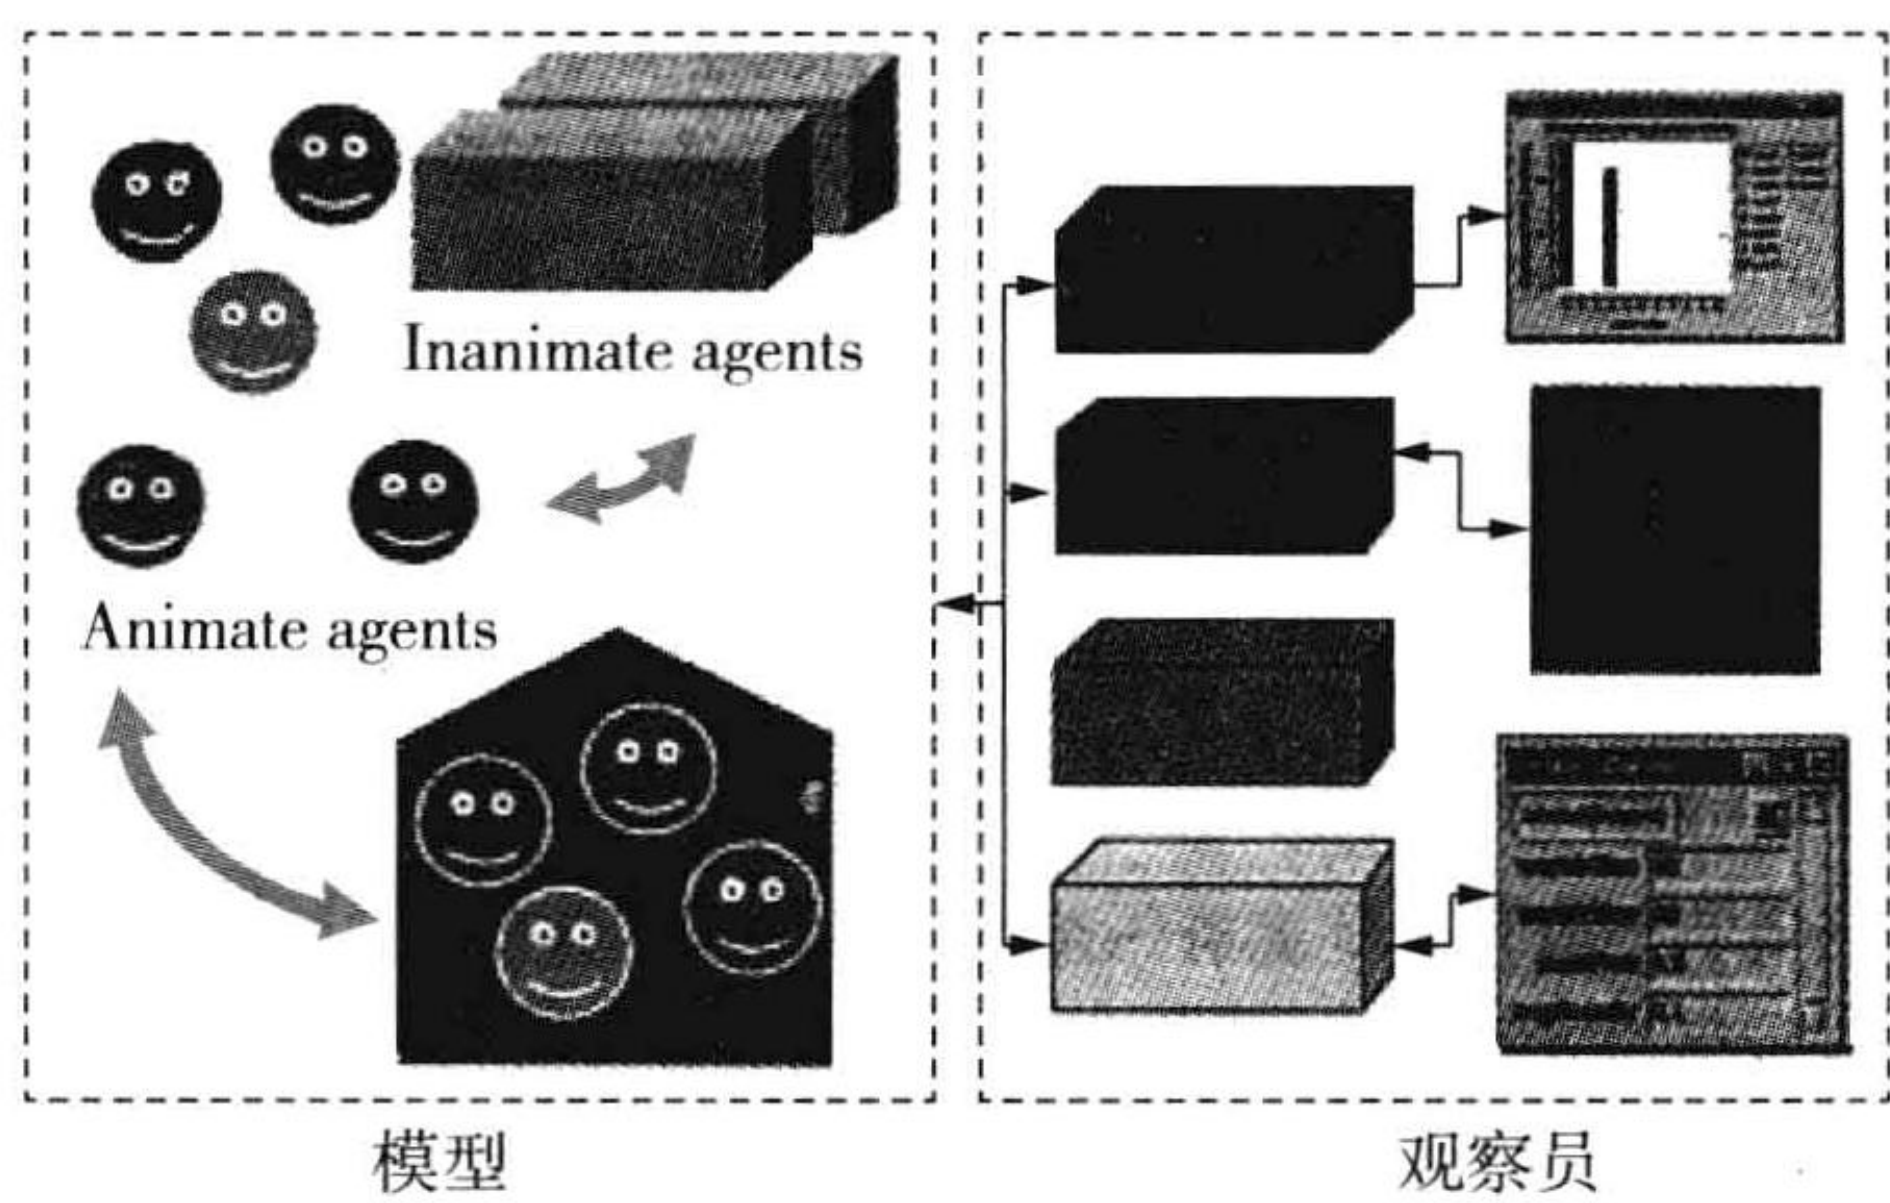 Inanimate agents
Animate agents
模型
观察员